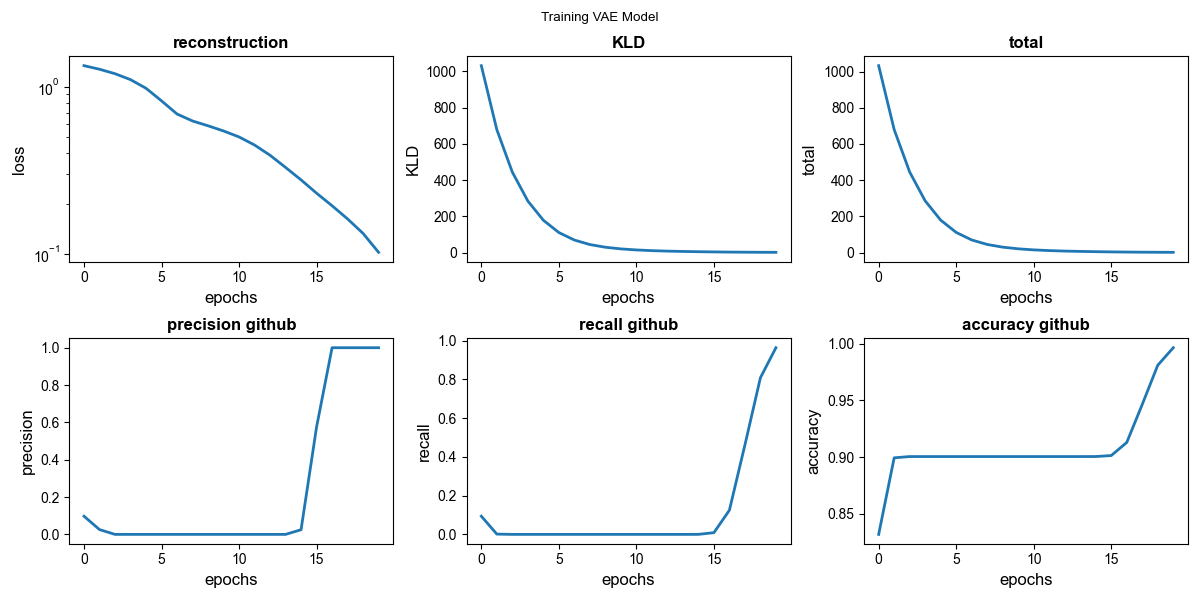 Training VAE Model
reconstruction
10^0
10^−1
loss
0 5 10 15
epochs
KLD
1000
800
600
400
200
0
KLD
0 5 10 15
epochs
total
1000
800
600
400
200
0
total
0 5 10 15
epochs
precision github
1.0
0.8
0.6
0.4
0.2
0.0
precision
0 5 10 15
epochs
recall github
1.0
0.8
0.6
0.4
0.2
0.0
recall
0 5 10 15
epochs
accuracy github
1.00
0.95
0.90
0.85
accuracy
0 5 10 15
epochs